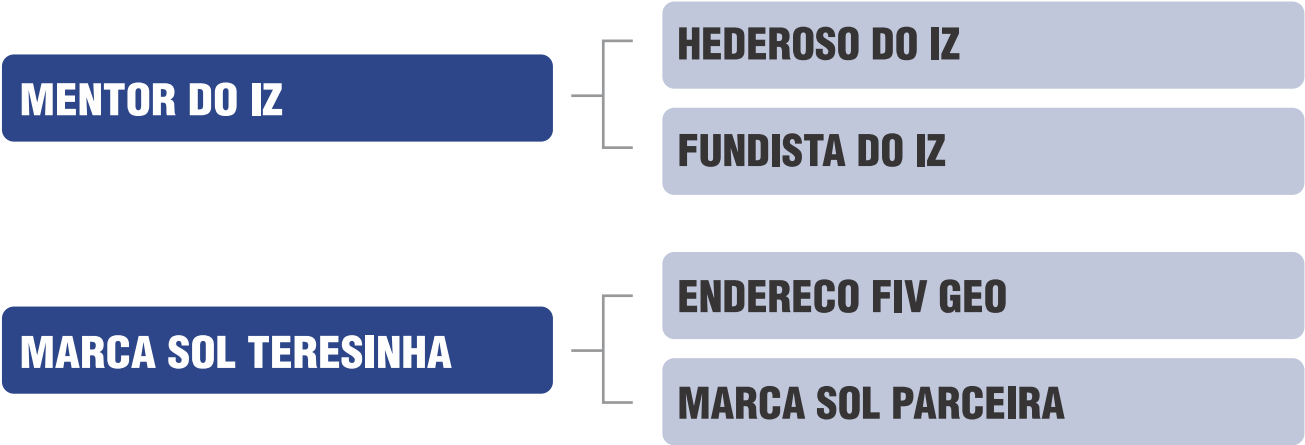 HEDEROSO DO IZ
MENTOR DO IZ
FUNDISTA DO IZ
ENDERECO FIV GEO
MARCA SOL TERESINHA
MARCA SOL PARCEIRA